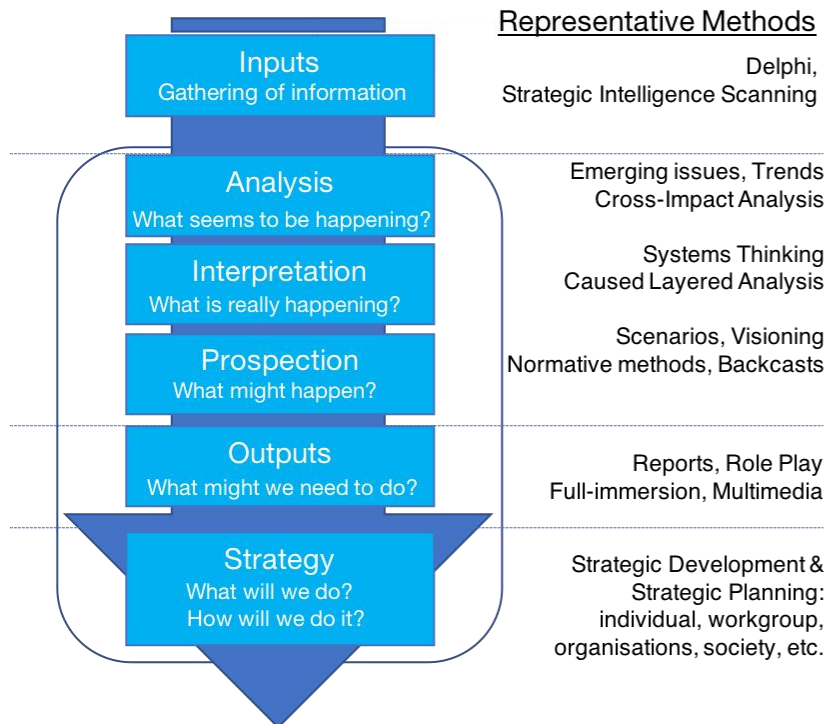 Representative Methods
Inputs
Gathering of information
Delphi,
Strategic Intelligence Scanning
Analysis
What seems to be happening?
Emerging issues, Trends
Cross-Impact Analysis
Interpretation
What is really happening?
Systems Thinking
Caused Layered Analysis
Prospection
What might happen?
Scenarios, Visioning
Normative methods, Backcasts
Outputs
What might we need to do?
Reports, Role Play
Full-immersion, Multimedia
Strategy
What will we do?
How will we do it?
Strategic Development &
Strategic Planning:
individual, workgroup,
organisations, society, etc.